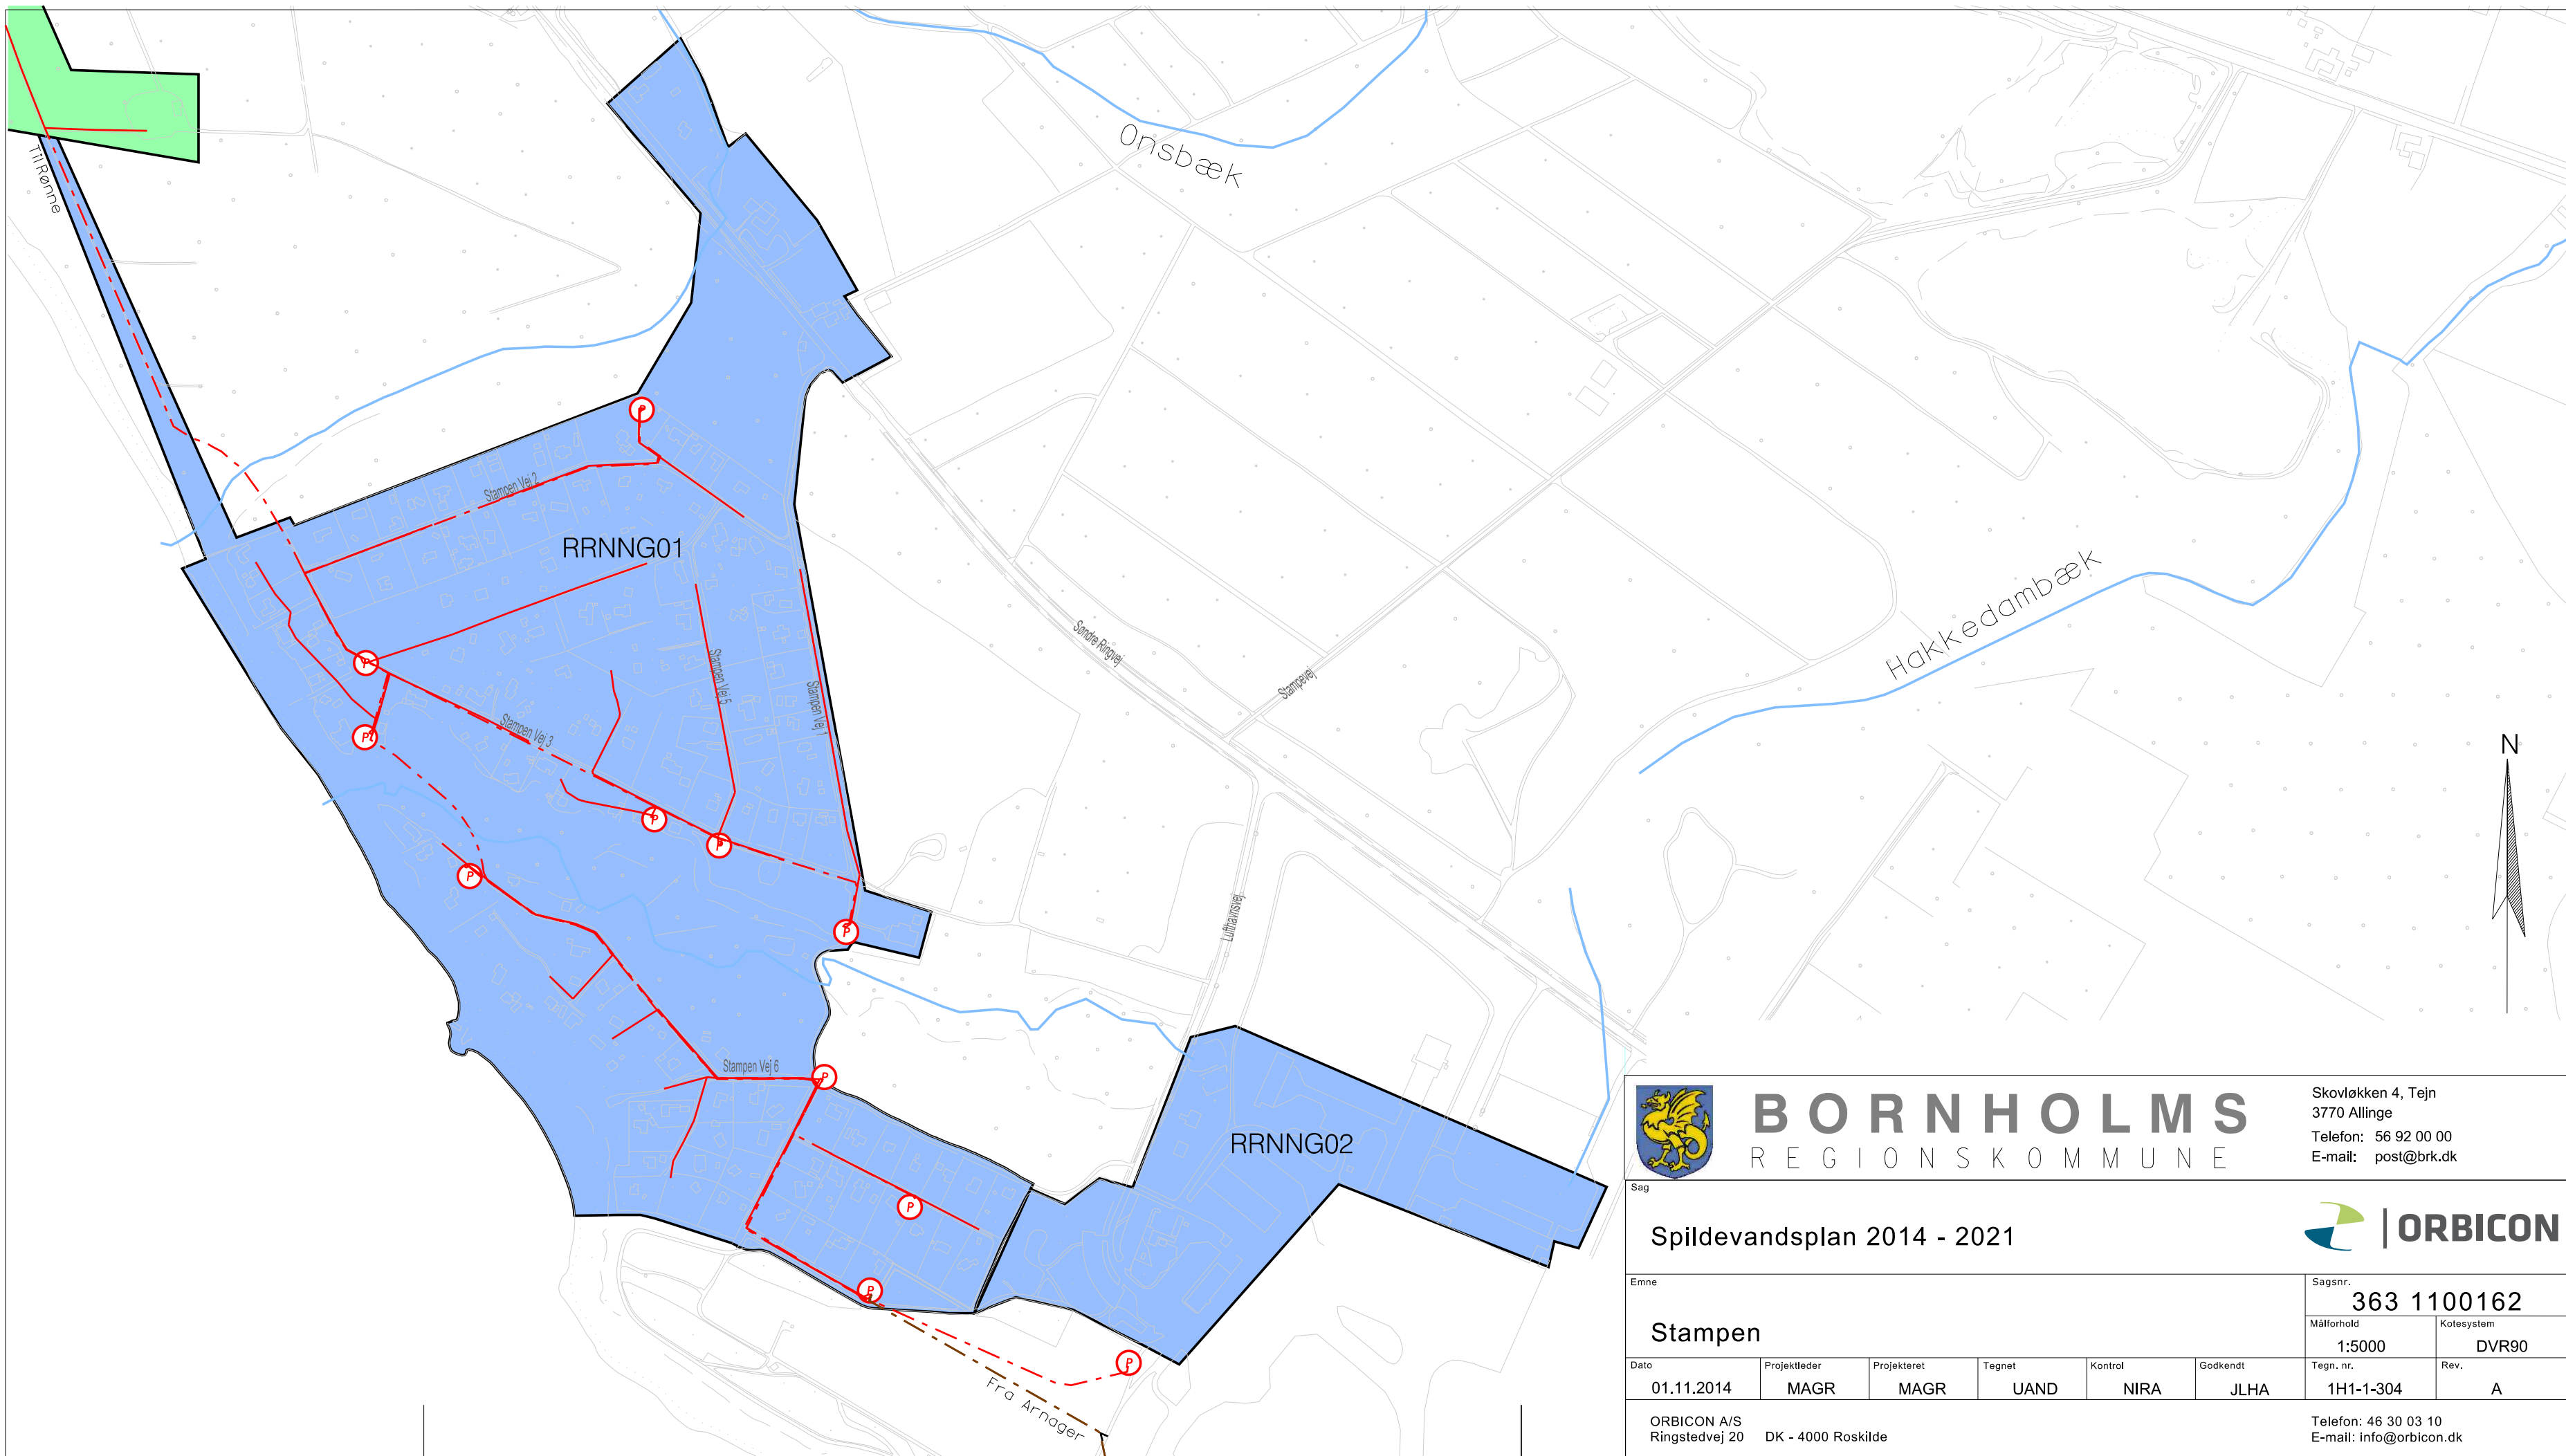 Til Rønne
Onsbæk
Stampen Vej 2
RRNNG01
Hakkedambæk
Søndre Ringvej
Stampevej
Stampen Vej 5
Stampen Vej 1
Stampen Vej 3
P
P
P
P
P
P
P
P
P
P
P
N
Lufthavnsvej
Stampen Vej 6
RRNNG02
Fra Arnager
BORNHOLMS
REGIONSKOMMUNE
Skovløkken 4, Tejn
3770 Allinge
Telefon: 56 92 00 00
E-mail: post@brk.dk
Sag
Spildevandsplan 2014 - 2021
ORBICON
Emne
Stampen
Sagsnr.
363 1100162
Målforhold
1:5000
Kotesystem
DVR90
Dato
01.11.2014
Projektleder
MAGR
Projekteret
MAGR
Tegnet
UAND
Kontrol
NIRA
Godkendt
JLHA
Tegn. nr.
1H1-1-304
Rev.
A
ORBICON A/S
Ringstedvej 20 DK - 4000 Roskilde
Telefon: 46 30 03 10
E-mail: info@orbicon.dk